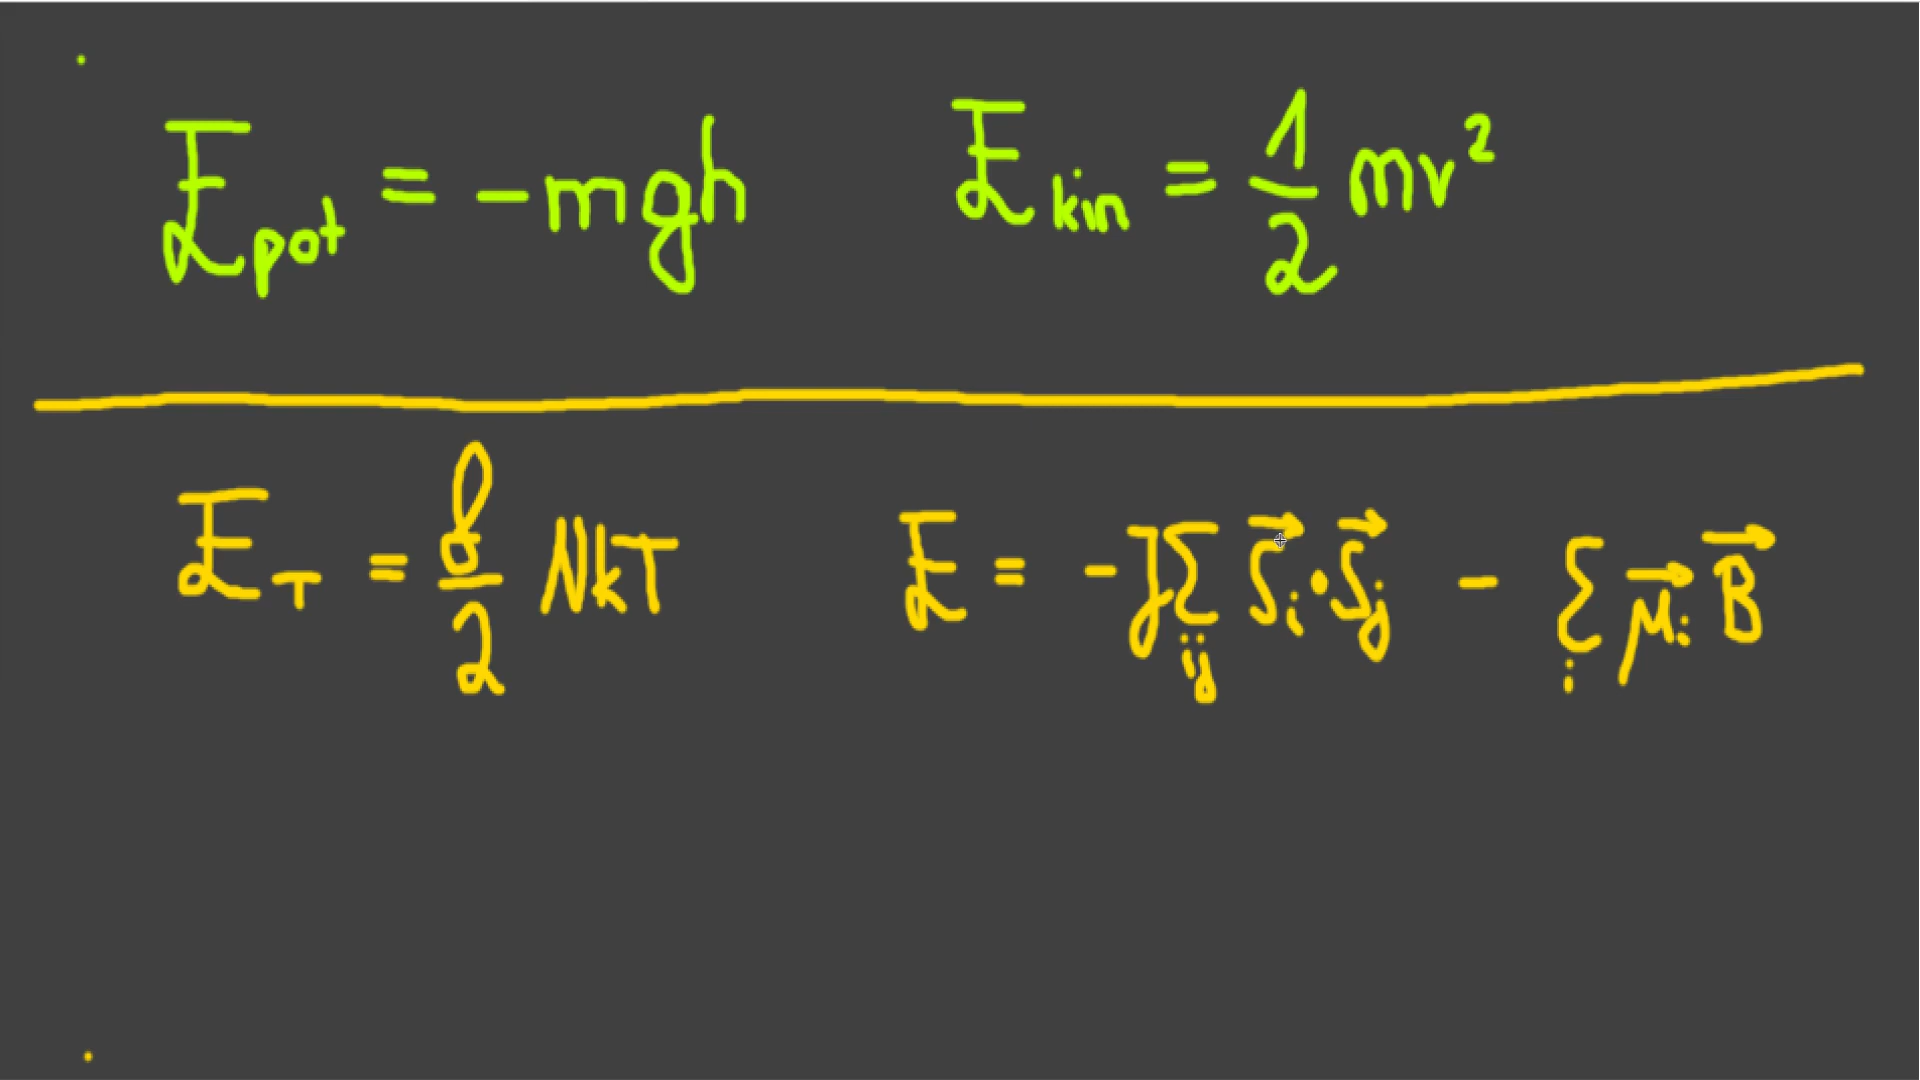 E_pot = -mgh   E_kin = 1/2 mv²
E_T = f/2 NkT   E = -J Σ_ij S⃗_i · S⃗_j - Σ_i μ⃗_i B⃗